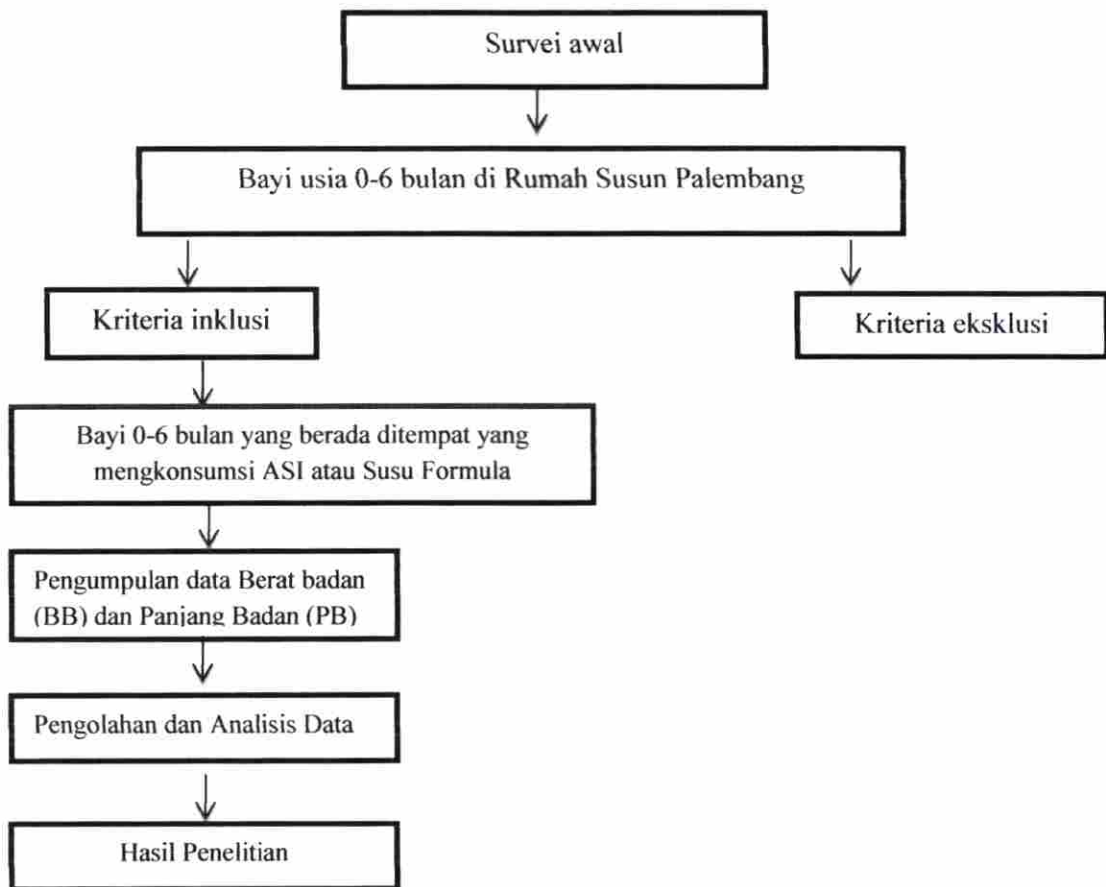 Survei awal
Bayi usia 0-6 bulan di Rumah Susun Palembang
Kriteria inklusi
Kriteria eksklusi
Bayi 0-6 bulan yang berada ditempat yang
mengkonsumsi ASI atau Susu Formula
Pengumpulan data Berat badan
(BB) dan Panjang Badan (PB)
Pengolahan dan Analisis Data
Hasil Penelitian